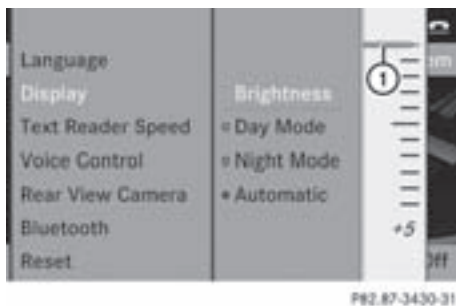 Language
Display Brightness
Text Reader Speed Day Mode
Voice Control Night Mode
Rear View Camera Automatic
Bluetooth +5
Reset
1
P82.87-3430-31